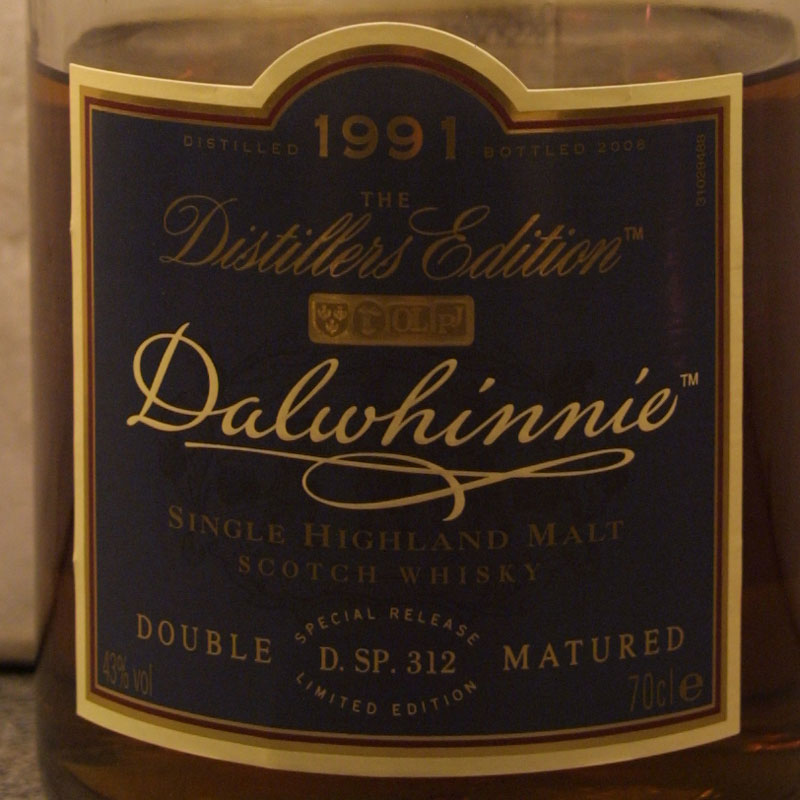 DISTILLED 1991 BOTTLED 2008
31029488
THE
Distillers Edition™
Dalwhinnie™
SINGLE HIGHLAND MALT
SCOTCH WHISKY
SPECIAL RELEASE
DOUBLE D. SP. 312 MATURED
LIMITED EDITION
43% vol
70cl e